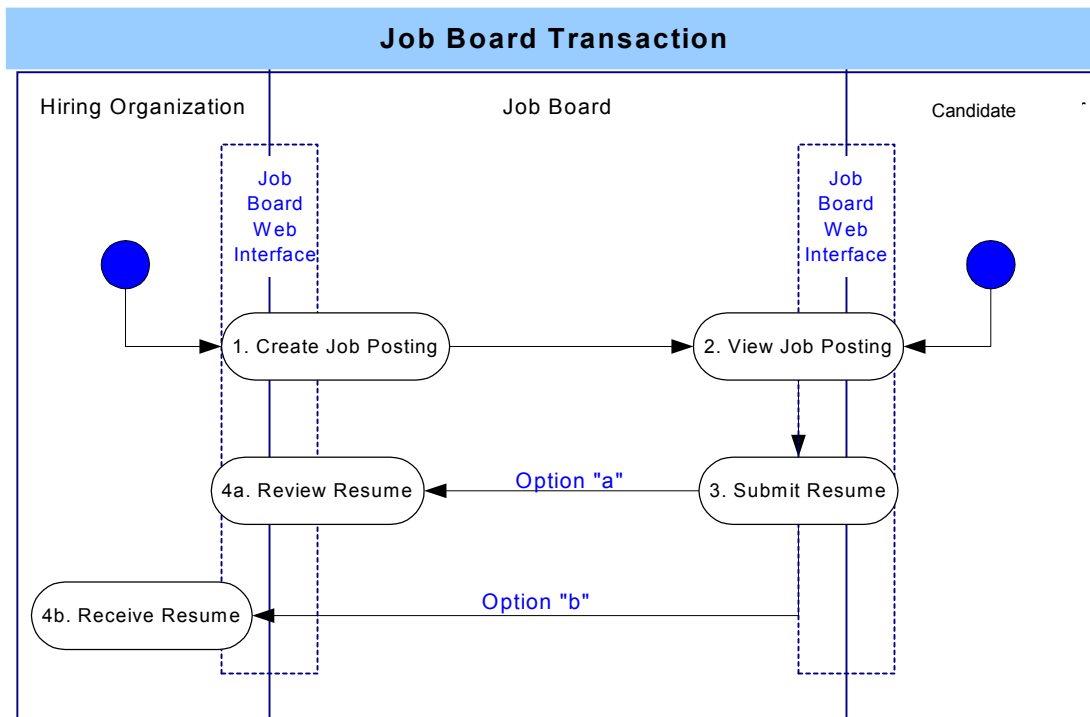 Job Board Transaction
Hiring Organization
Job Board
Candidate
Job
Board
Web
Interface
Job
Board
Web
Interface
1. Create Job Posting
2. View Job Posting
4a. Review Resume
Option "a"
3. Submit Resume
4b. Receive Resume
Option "b"